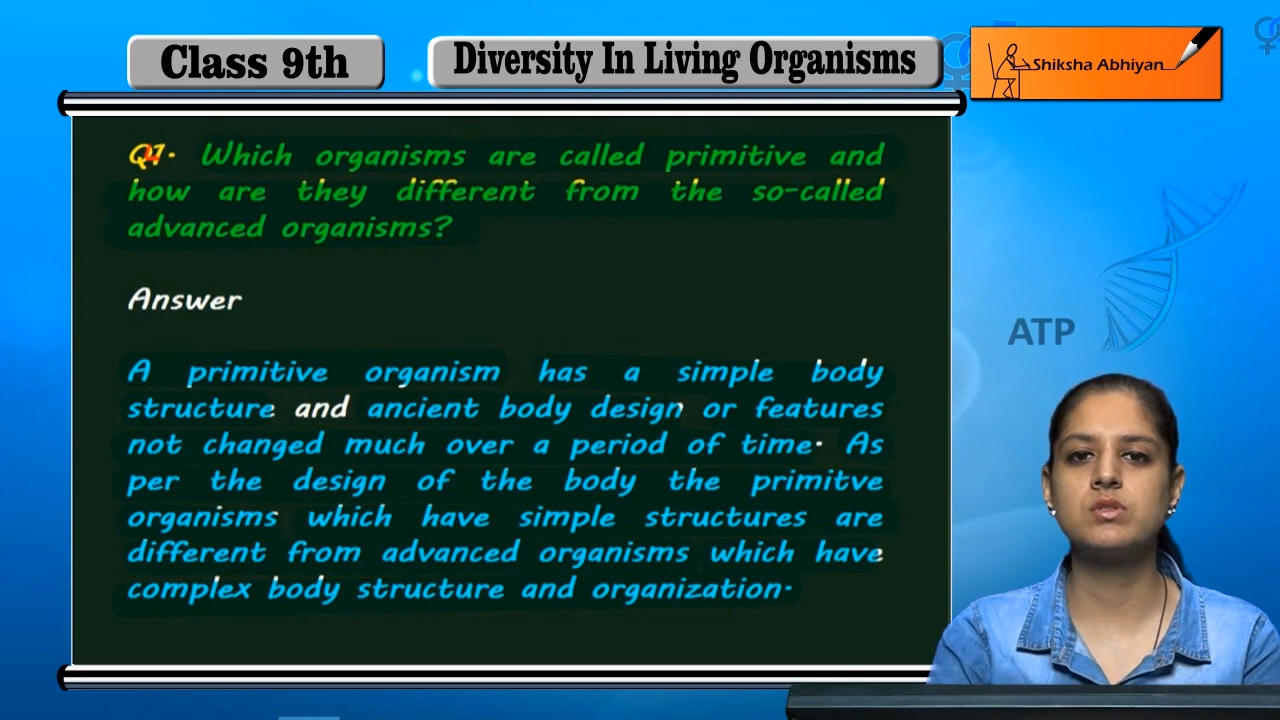 Class 9th
Diversity In Living Organisms
Shiksha Abhiyan
Q1. Which organisms are called primitive and
how are they different from the so-called
advanced organisms?
Answer
A primitive organism has a simple body
structure and ancient body design or features
not changed much over a period of time. As
per the design of the body the primitve
organisms which have simple structures are
different from advanced organisms which have
complex body structure and organization.
ATP